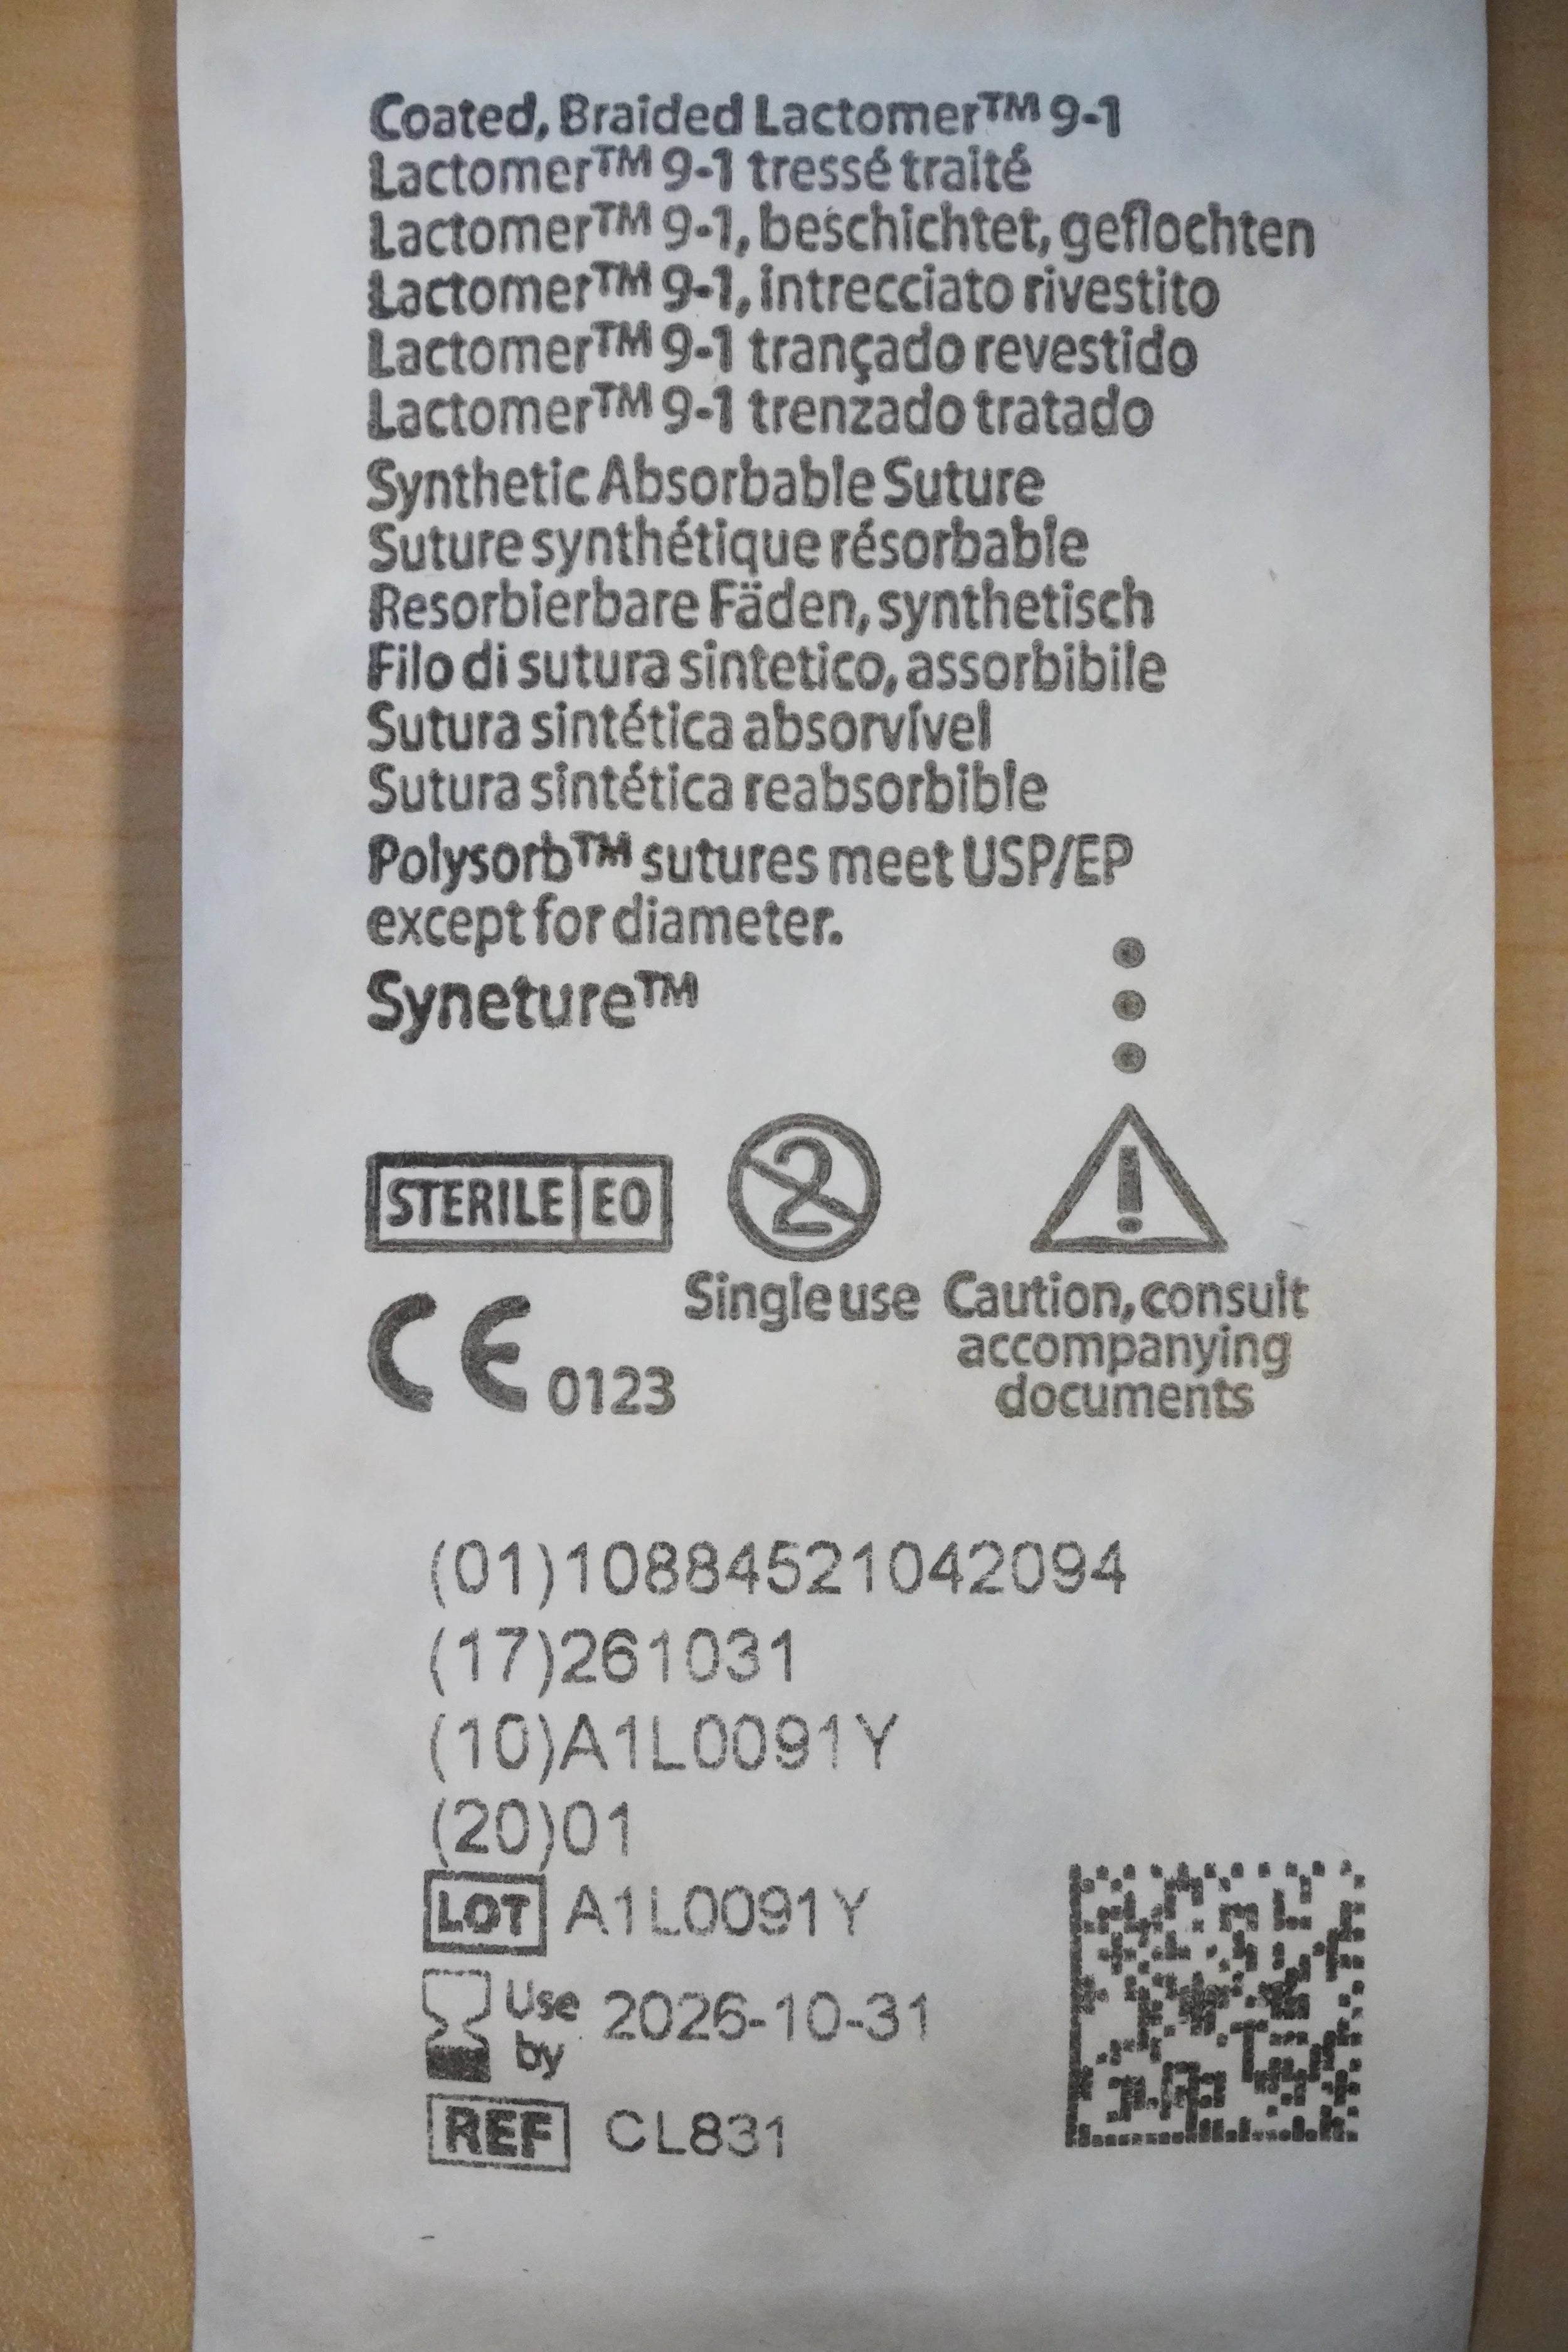 Coated, Braided Lactomer™ 9-1
Lactomer™ 9-1 tressé traité
Lactomer™ 9-1, beschichtet, geflochten
Lactomer™ 9-1, intrecciato rivestito
Lactomer™ 9-1 trançado revestido
Lactomer™ 9-1 trenzado tratado
Synthetic Absorbable Suture
Suture synthétique résorbable
Resorbierbare Fäden, synthetisch
Filo di sutura sintetico, assorbibile
Sutura sintética absorvível
Sutura sintética reabsorbible
Polysorb™ sutures meet USP/EP
except for diameter.
Syneture™
STERILE EO
2
!
Single use
Caution, consult
accompanying
documents
CE 0123
(01)10884521042094
(17)261031
(10)A1L0091Y
(20)01
LOT A1L0091Y
Use by 2026-10-31
REF CL831